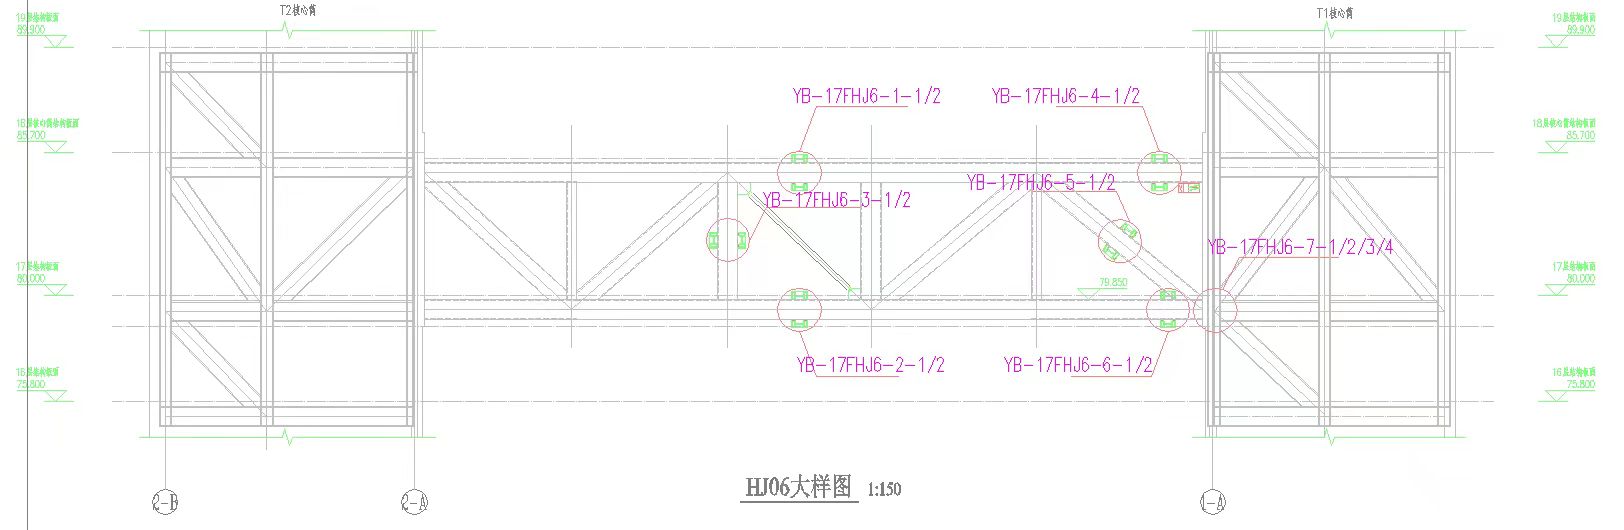 T2核心筒
T1核心筒
19层结构板面
89.900
19层结构板面
89.900
YB-17FHJ6-1-1/2
YB-17FHJ6-4-1/2
18层核心筒结构板面
85.700
18层核心筒结构板面
85.700
YB-17FHJ6-5-1/2
YB-17FHJ6-3-1/2
YB-17FHJ6-7-1/2/3/4
17层结构板面
80.000
79.850
17层结构板面
80.000
YB-17FHJ6-2-1/2
YB-17FHJ6-6-1/2
16层结构板面
75.800
16层结构板面
75.800
HJ06大样图 1:150
2-B
2-A
1-A